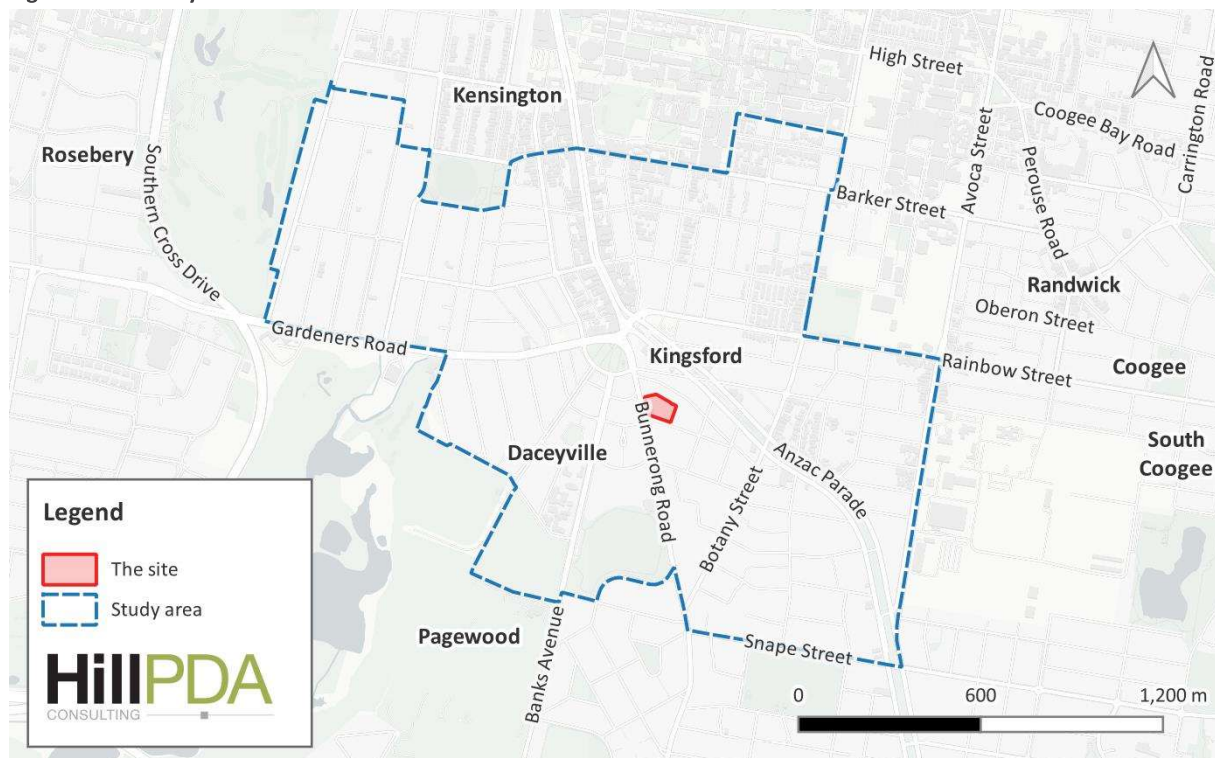 High Street
Kensington
Coogee Bay Road
Carrington Road
Rosebery
Southern Cross Drive
Avoca Street
Perouse Road
Barker Street
Randwick
Oberon Street
Gardeners Road
Kingsford
Rainbow Street
Coogee
Bunnerong Road
Daceyville
Anzac Parade
South
Coogee
Botany Street
Legend
The site
Study area
Pagewood
Banks Avenue
Snape Street
HillPDA
CONSULTING
0 600 1,200 m